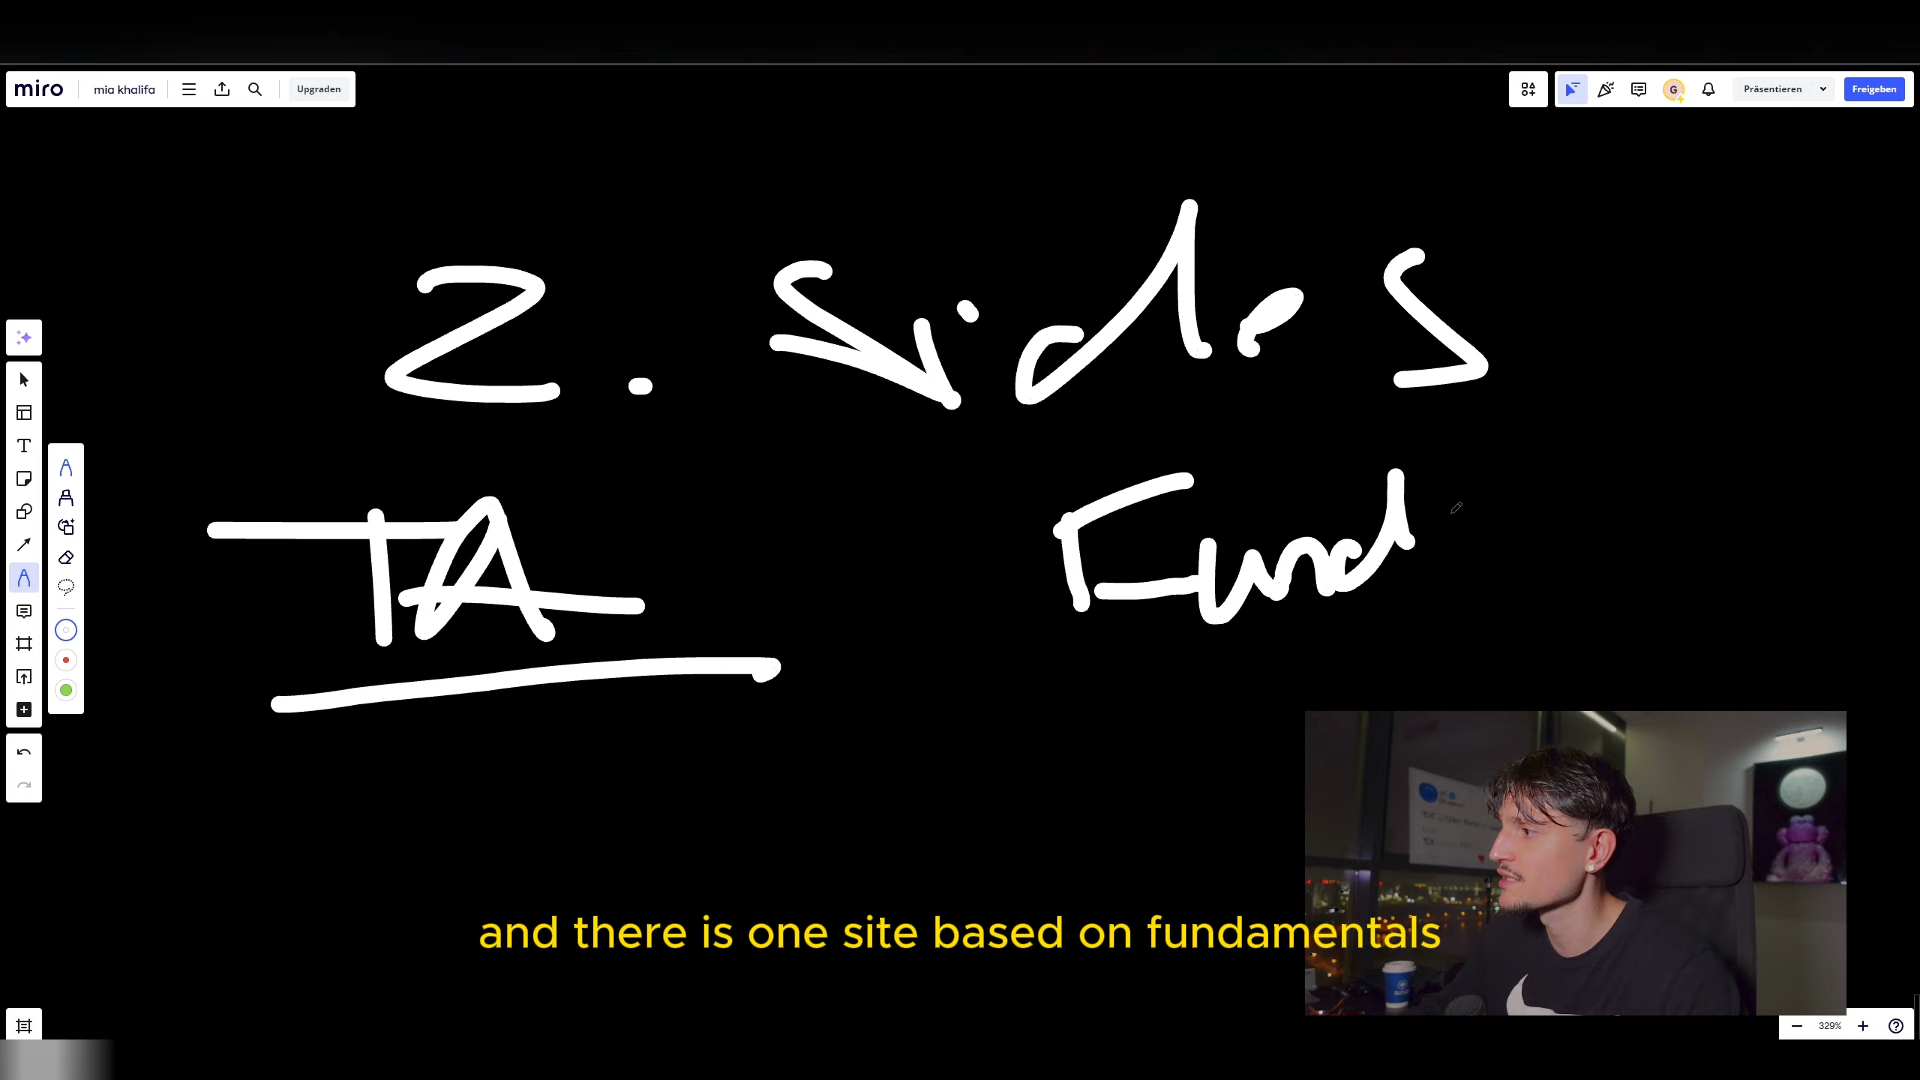 miro mia khalifa Upgraden G Präsentieren Freigeben
2. Sides
TA Fund
and there is one site based on fundamentals
329%